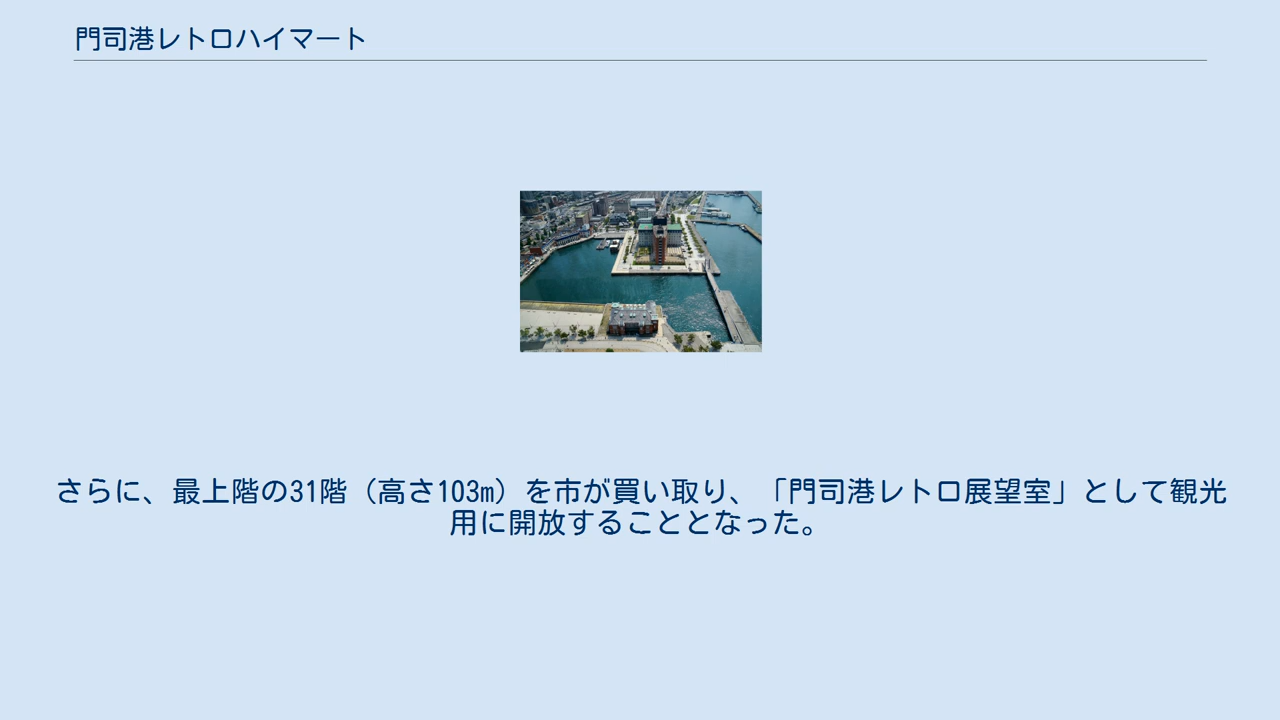 門司港レトロハイマート
さらに、最上階の31階（高さ103m）を市が買い取り、「門司港レトロ展望室」として観光
用に開放することとなった。